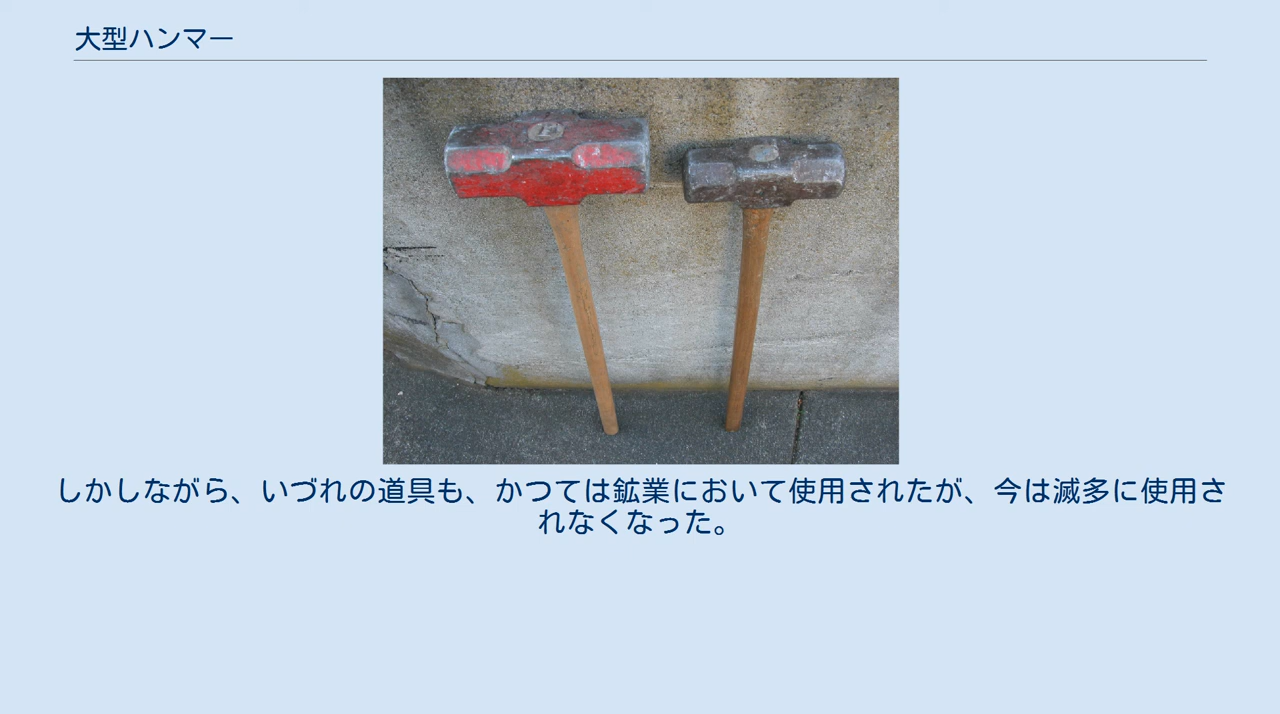 大型ハンマー
しかしながら、いづれの道具も、かつては鉱業において使用されたが、今は滅多に使用さ
れなくなった。